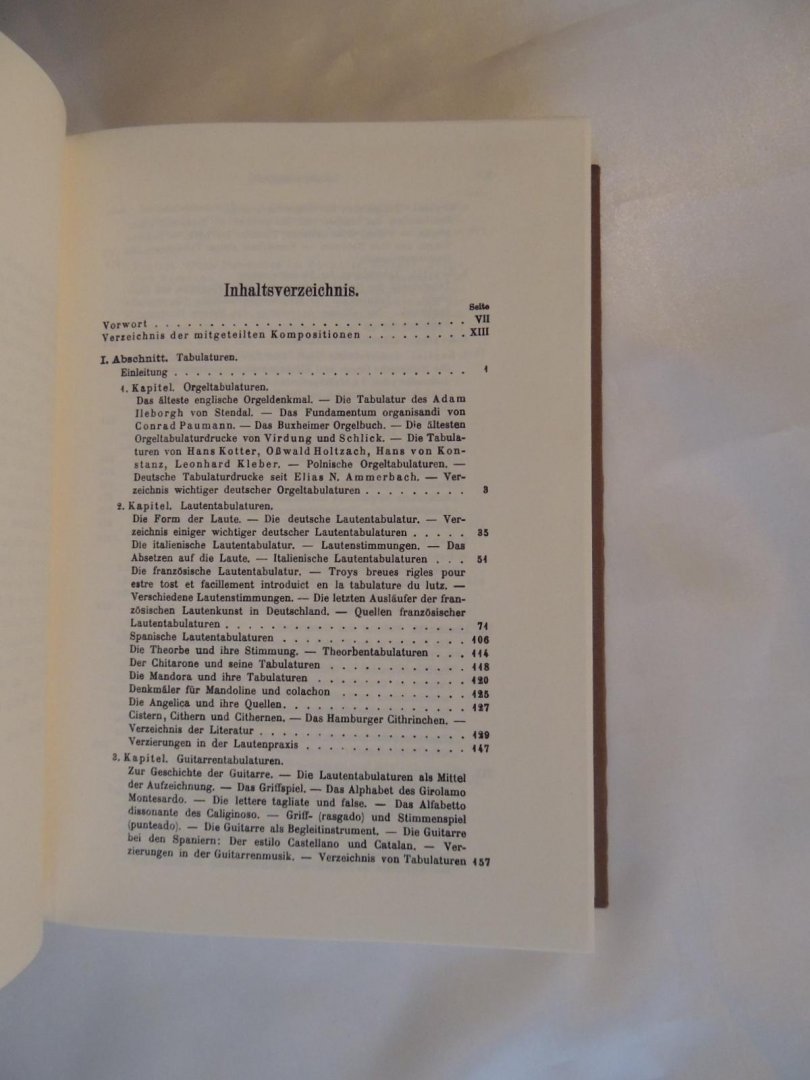 Inhaltsverzeichnis.
Seite
Vorwort . . . . . . . . . . . . . . . . . . . . . . . . . . . . VII
Verzeichnis der mitgeteilten Kompositionen . . . . . . . . . XIII
I. Abschnitt. Tabulaturen.
Einleitung . . . . . . . . . . . . . . . . . . . . . . . . . . 1
1. Kapitel. Orgeltabulaturen.
Das älteste englische Orgeldenkmal. — Die Tabulatur des Adam
Ileborgh von Stendal. — Das Fundamentum organisandi von
Conrad Paumann. — Das Buxheimer Orgelbuch. — Die ältesten
Orgeltabulaturdrucke von Virdung und Schlick. — Die Tabula-
turen von Hans Kotter, Oßwald Holtzach, Hans von Kon-
stanz, Leonhard Kleber. — Polnische Orgeltabulaturen. —
Deutsche Tabulaturdrucke seit Elias N. Ammerbach. — Ver-
zeichnis wichtiger deutscher Orgeltabulaturen . . . . . . . . . 3
2. Kapitel. Lautentabulaturen.
Die Form der Laute. — Die deutsche Lautentabulatur. — Ver-
zeichnis einiger wichtiger deutscher Lautentabulaturen . . . . . 35
Die italienische Lautentabulatur. — Lautenstimmungen. — Das
Absetzen auf die Laute. — Italienische Lautentabulaturen . . . 51
Die französische Lautentabulatur. — Troys breues rigles pour
estre tost et facillement introduict en la tabulature du lutz. —
Verschiedene Lautenstimmungen. — Die letzten Ausläufer der fran-
zösischen Lautenkunst in Deutschland. — Quellen französischer
Lautentabulaturen . . . . . . . . . . . . . . . . . . . . . 71
Spanische Lautentabulaturen . . . . . . . . . . . . . . . . 106
Die Theorbe und ihre Stimmung. — Theorbentabulaturen . . . 114
Der Chitarone und seine Tabulaturen . . . . . . . . . . . . 118
Die Mandora und ihre Tabulaturen . . . . . . . . . . . . . 120
Denkmäler für Mandoline und colachon . . . . . . . . . . . 125
Die Angelica und ihre Quellen. . . . . . . . . . . . . . . . 127
Cistern, Cithern und Cithernen. — Das Hamburger Cithrinchen. —
Verzeichnis der Literatur . . . . . . . . . . . . . . . . . . 129
Verzierungen in der Lautenpraxis . . . . . . . . . . . . . . 147
3. Kapitel. Guitarrentabulaturen.
Zur Geschichte der Guitarre. — Die Lautentabulaturen als Mittel
der Aufzeichnung. — Das Griffspiel. — Das Alphabet des Girolamo
Montesardo. — Die lettere tagliate und false. — Das Alfabetto
dissonante des Caliginoso. — Griff- (rasgado) und Stimmenspiel
(punteado). — Die Guitarre als Begleitinstrument. — Die Guitarre
bei den Spaniern: Der estilo Castellano und Catalan. — Ver-
zierungen in der Guitarrenmusik. — Verzeichnis von Tabulaturen 157